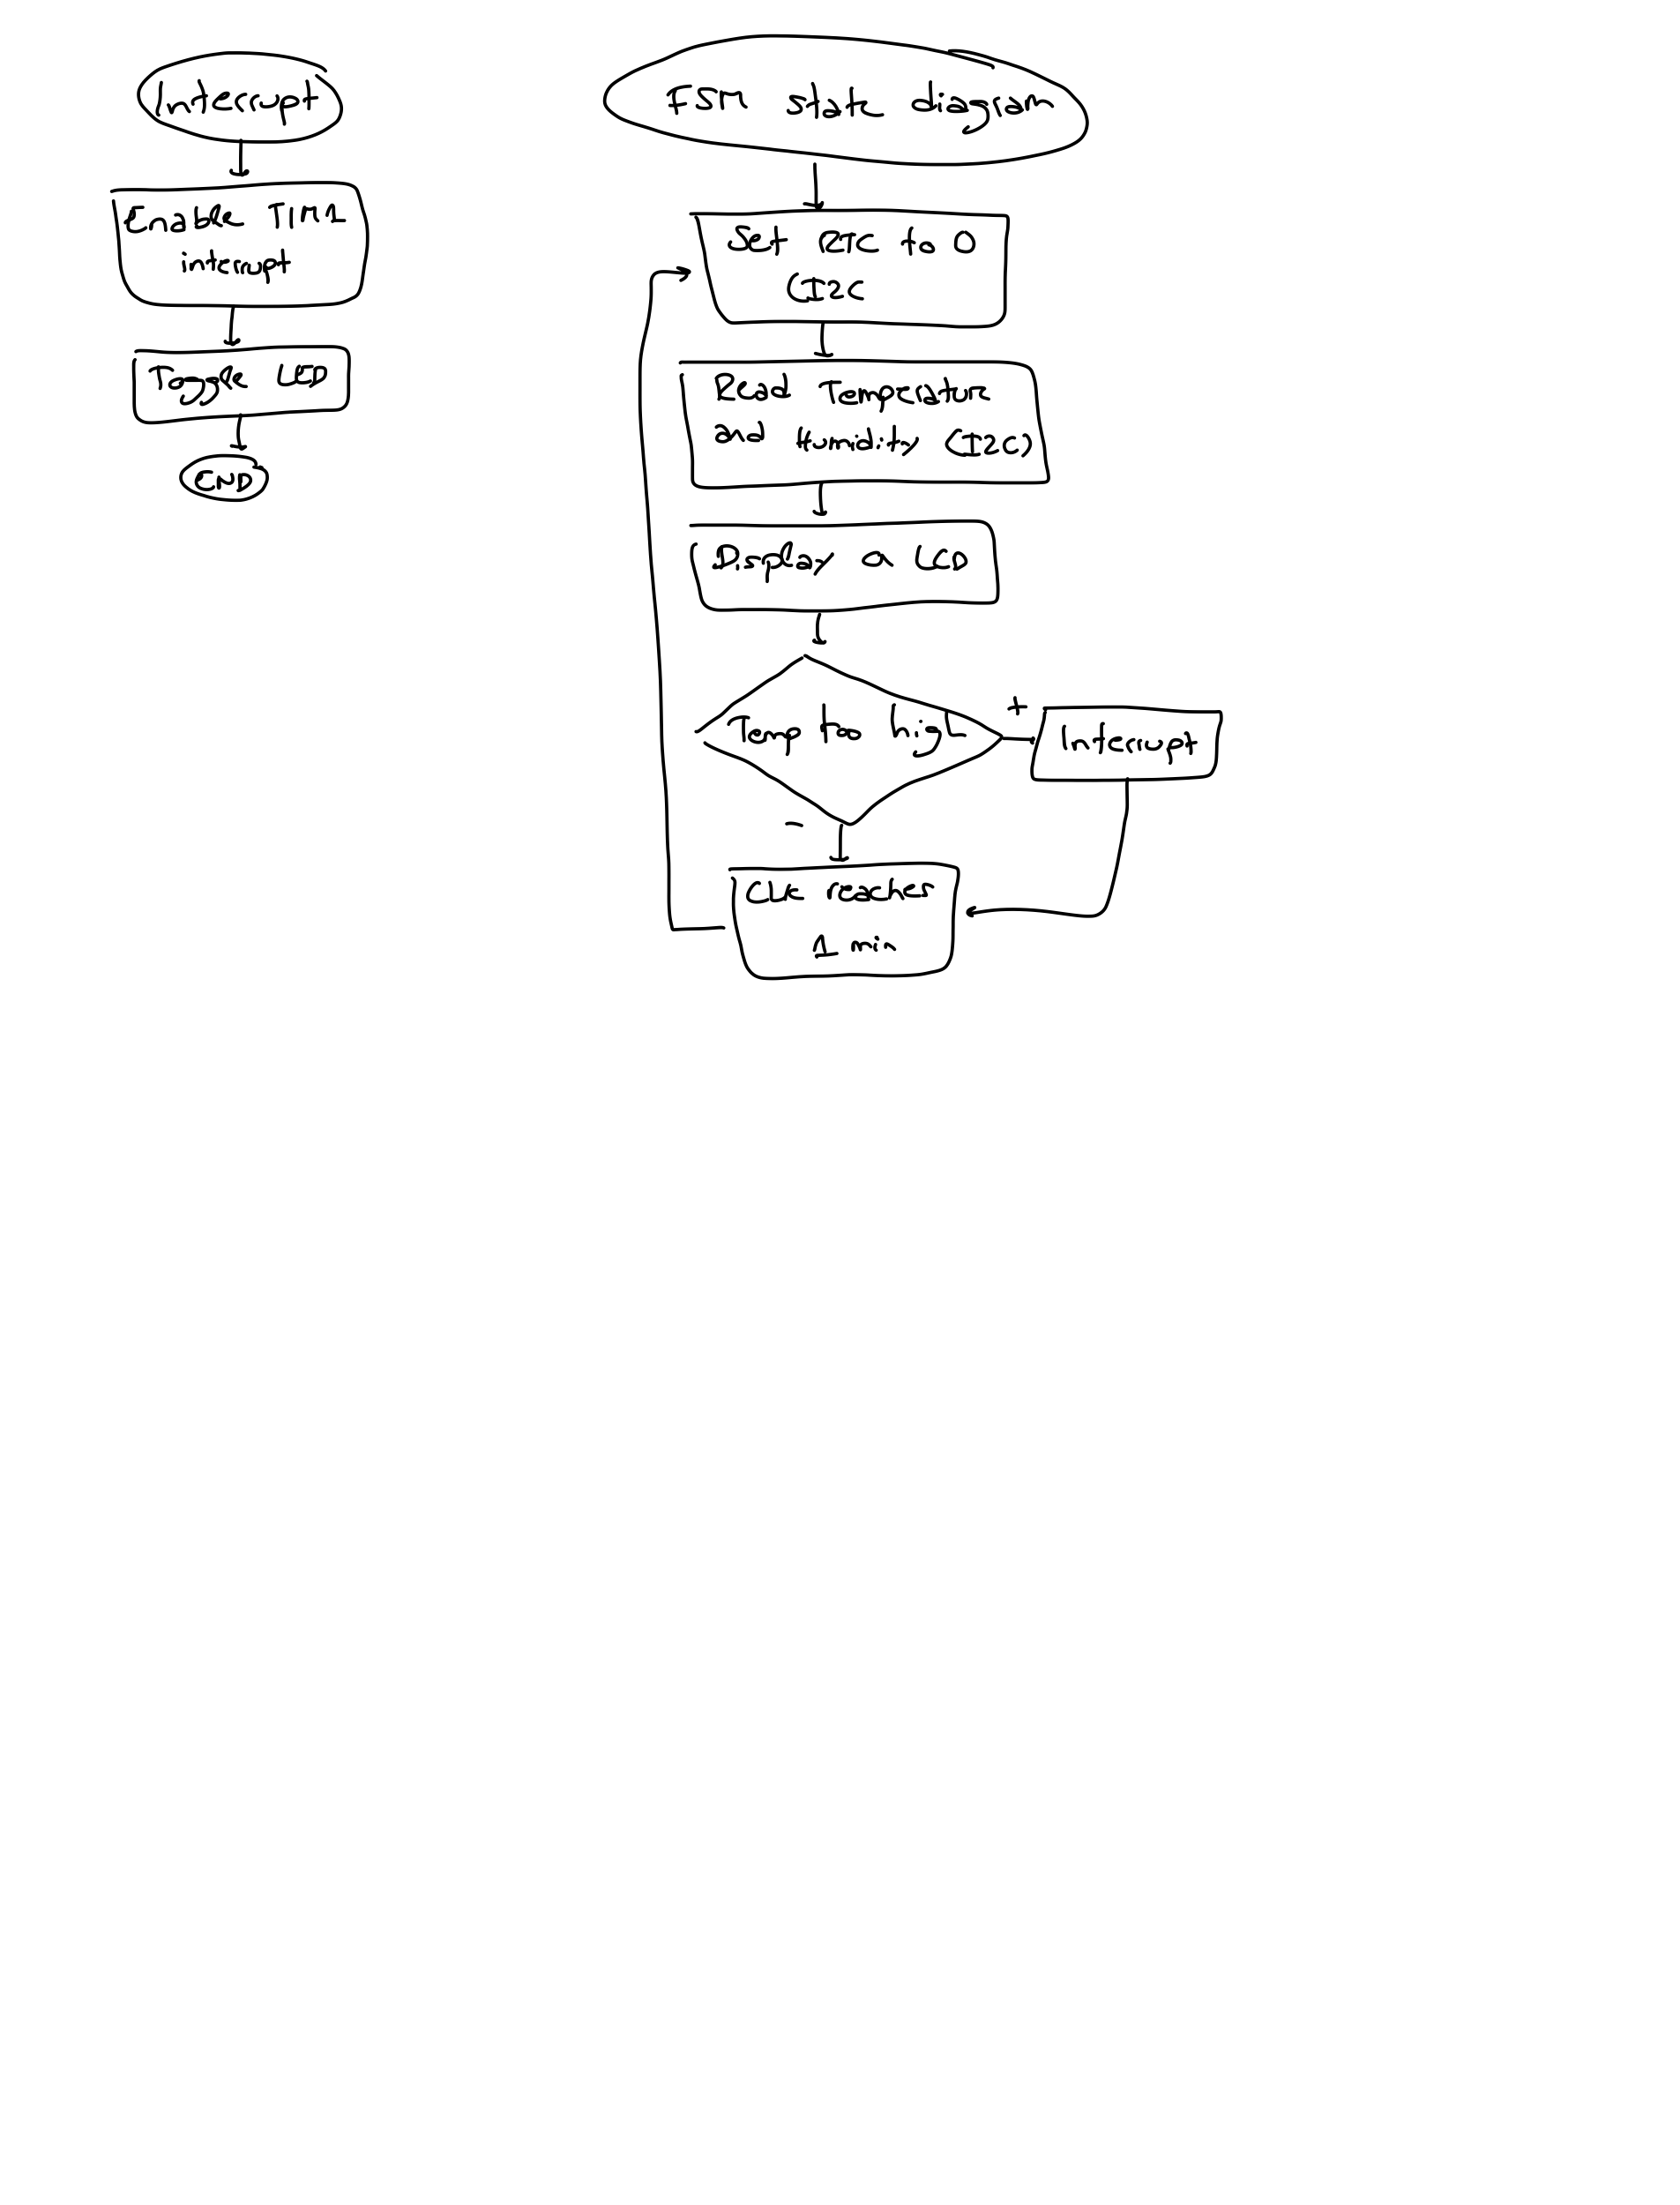 Interrupt
Enable TIM1
interrupt
Toggle LED
END
FSM state diagram
Set RTC to 0
(I2C
Read Temperature
and Humidity (I2C)
Display on LCD
Temp to high
+
Interrupt
-
CLK reaches
1 min